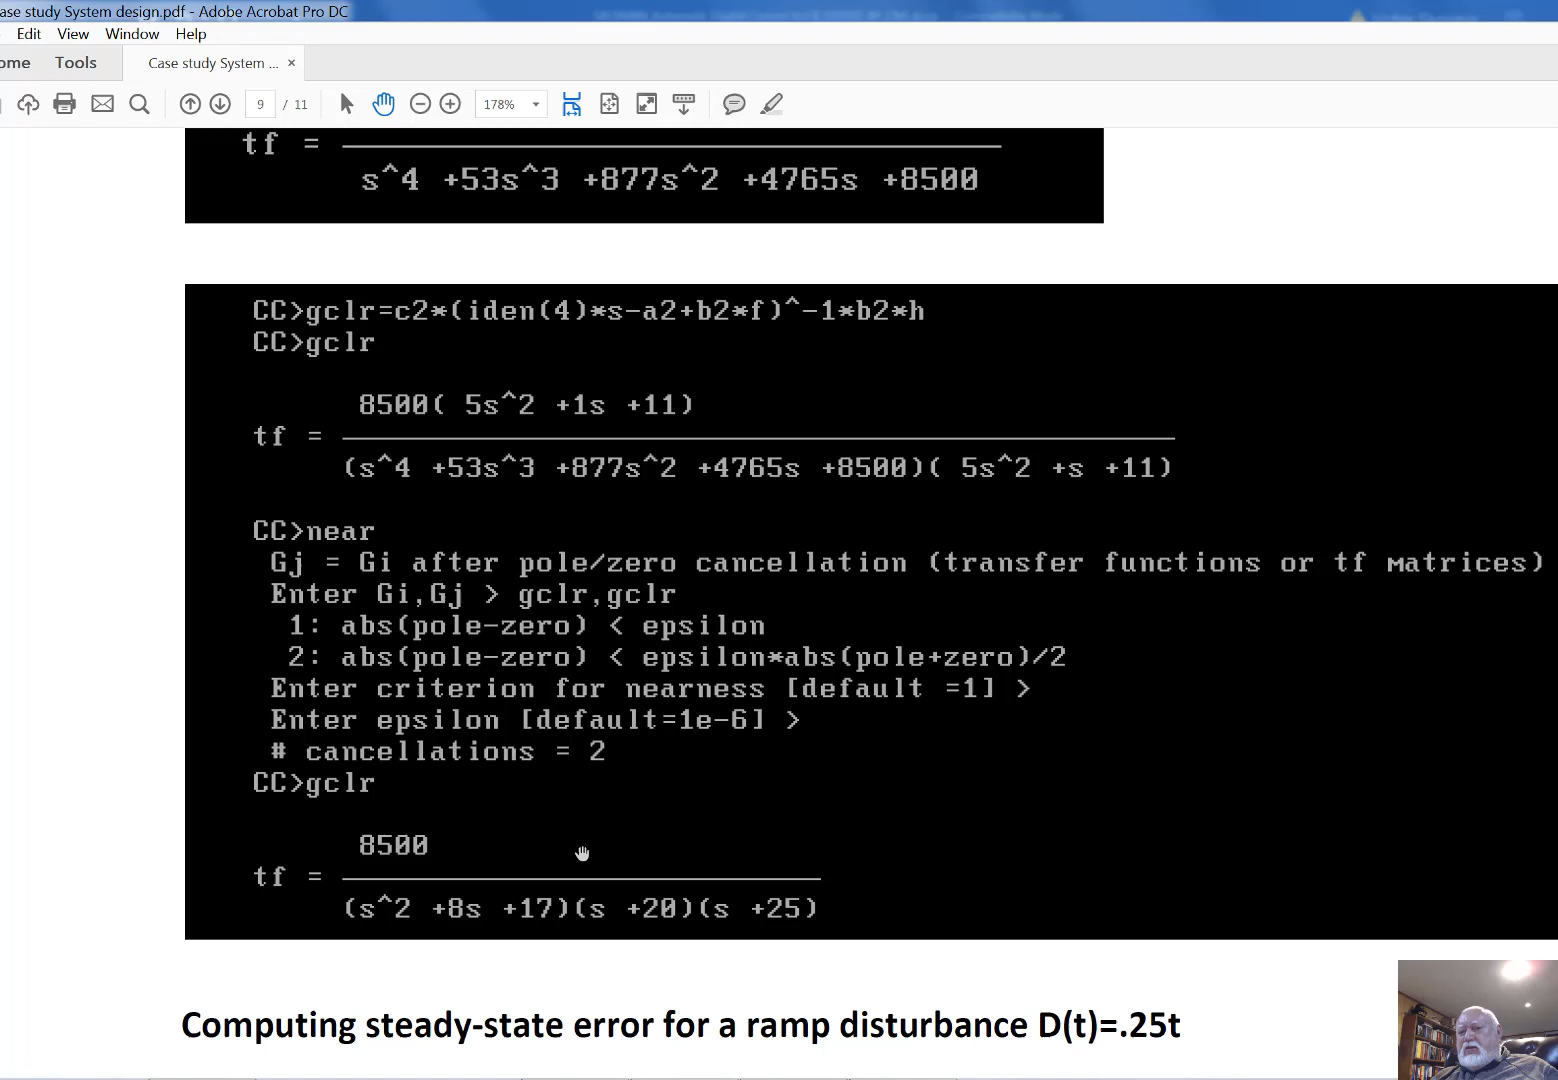 ase study System design.pdf - Adobe Acrobat Pro DC
Edit View Window Help
ome Tools Case study System ... ×
9 / 11 178%
tf =
s^4 +53s^3 +877s^2 +4765s +8500
CC>gclr=c2*(iden(4)*s-a2+b2*f)^-1*b2*h
CC>gclr
8500( 5s^2 +1s +11)
tf =
(s^4 +53s^3 +877s^2 +4765s +8500)( 5s^2 +s +11)
CC>near
Gj = Gi after pole/zero cancellation (transfer functions or tf matrices)
Enter Gi,Gj > gclr,gclr
1: abs(pole-zero) < epsilon
2: abs(pole-zero) < epsilon*abs(pole+zero)/2
Enter criterion for nearness [default =1] >
Enter epsilon [default=1e-6] >
# cancellations = 2
CC>gclr
8500
tf =
(s^2 +8s +17)(s +20)(s +25)
Computing steady-state error for a ramp disturbance D(t)=.25t